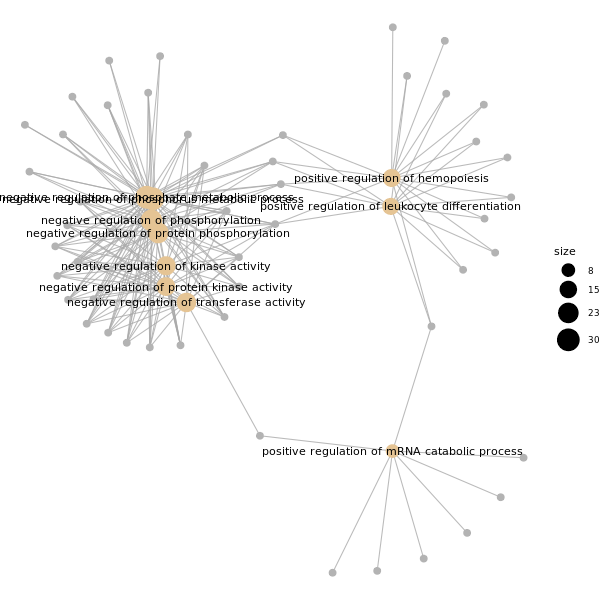 positive regulation of hemopoiesis
negative regulation of phosphate metabolic process
negative regulation of phosphorus metabolic process
positive regulation of leukocyte differentiation
negative regulation of phosphorylation
negative regulation of protein phosphorylation
size
negative regulation of kinase activity
8
negative regulation of protein kinase activity
15
negative regulation of transferase activity
23
30
positive regulation of mRNA catabolic process